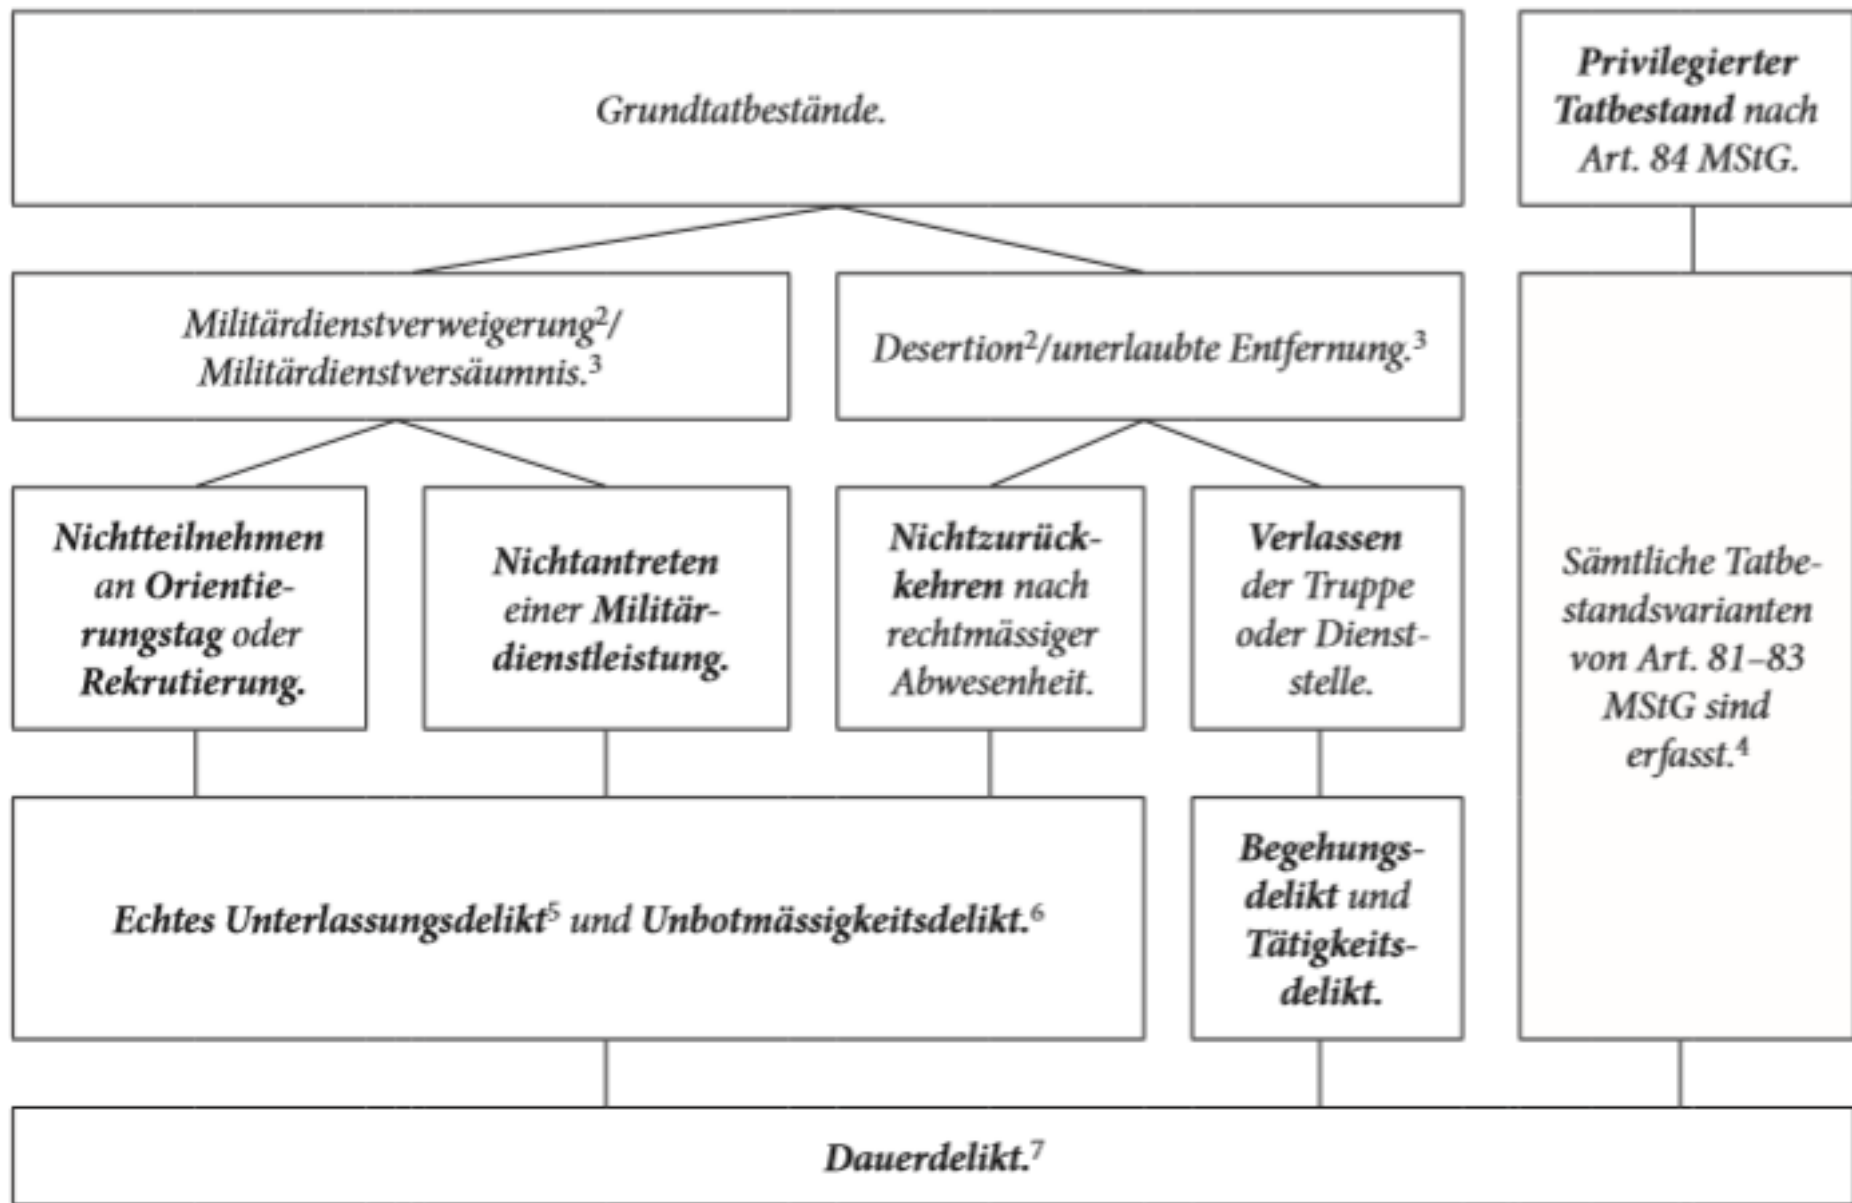 Grundtatbestände.
Privilegierter
Tatbestand nach
Art. 84 MStG.
Militärdienstverweigerung²/
Militärdienstversäumnis.³
Desertion²/unerlaubte Entfernung.³
Nichtteilnehmen
an Orientie-
rungstag oder
Rekrutierung.
Nichtantreten
einer Militär-
dienstleistung.
Nichtzurück-
kehren nach
rechtmässiger
Abwesenheit.
Verlassen
der Truppe
oder Dienst-
stelle.
Sämtliche Tatbe-
standsvarianten
von Art. 81–83
MStG sind
erfasst.⁴
Echtes Unterlassungsdelikt⁵ und Unbotmässigkeitsdelikt.⁶
Begehungs-
delikt und
Tätigkeits-
delikt.
Dauerdelikt.⁷